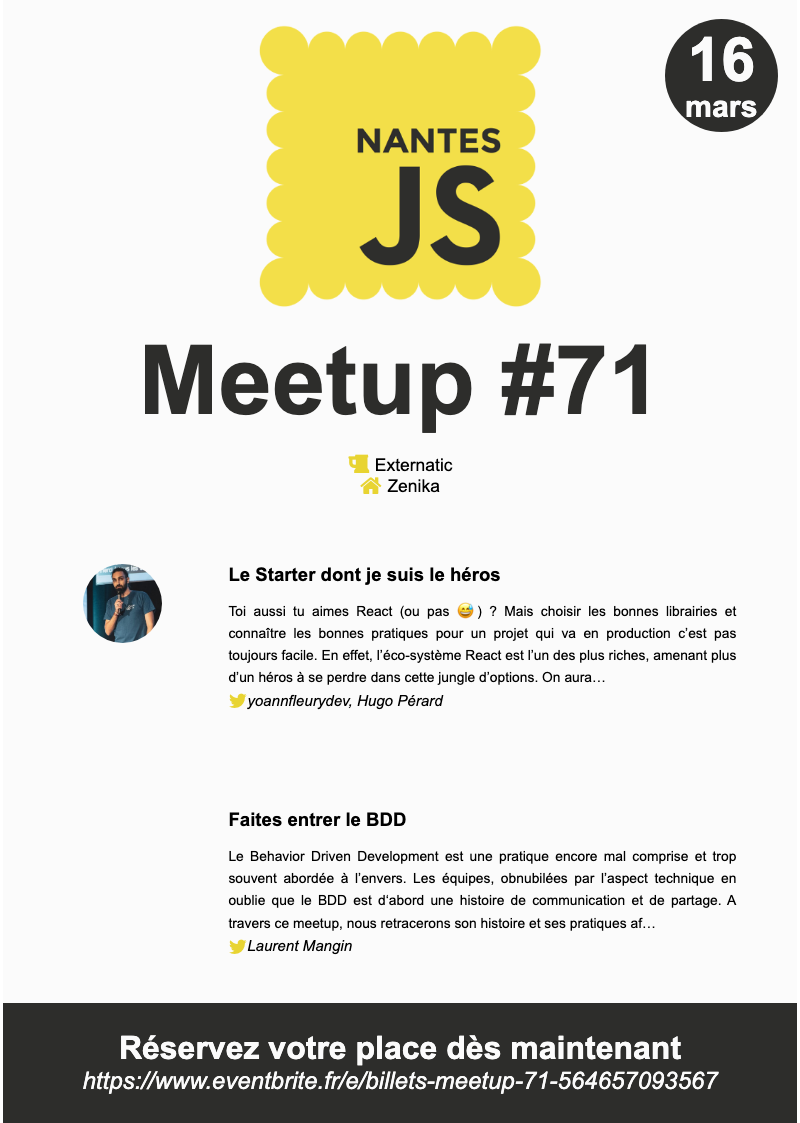 16
mars
NANTES
JS
Meetup #71
Externatic
Zenika
Le Starter dont je suis le héros
Toi aussi tu aimes React (ou pas 😅) ? Mais choisir les bonnes librairies et
connaître les bonnes pratiques pour un projet qui va en production c’est pas
toujours facile. En effet, l’éco-système React est l’un des plus riches, amenant plus
d’un héros à se perdre dans cette jungle d’options. On aura…
yoannfleurydev, Hugo Pérard
Faites entrer le BDD
Le Behavior Driven Development est une pratique encore mal comprise et trop
souvent abordée à l’envers. Les équipes, obnubilées par l’aspect technique en
oublie que le BDD est d‘abord une histoire de communication et de partage. A
travers ce meetup, nous retracerons son histoire et ses pratiques af…
Laurent Mangin
Réservez votre place dès maintenant
https://www.eventbrite.fr/e/billets-meetup-71-564657093567